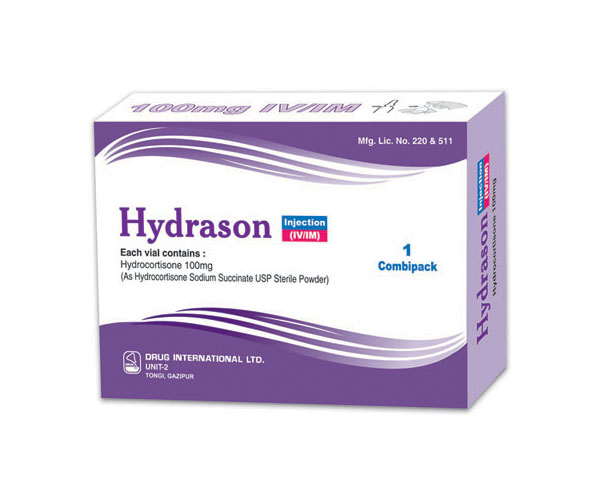 100mg IV/IM
Mfg. Lic. No. 220 & 511
Hydrason Injection (IV/IM)
Each vial contains :
Hydrocortisone 100mg
(As Hydrocortisone Sodium Succinate USP Sterile Powder)
1
Combipack
DRUG INTERNATIONAL LTD.
UNIT-2
TONGI, GAZIPUR
Hydrason Injection (IV/IM)
Hydrocortisone 100mg